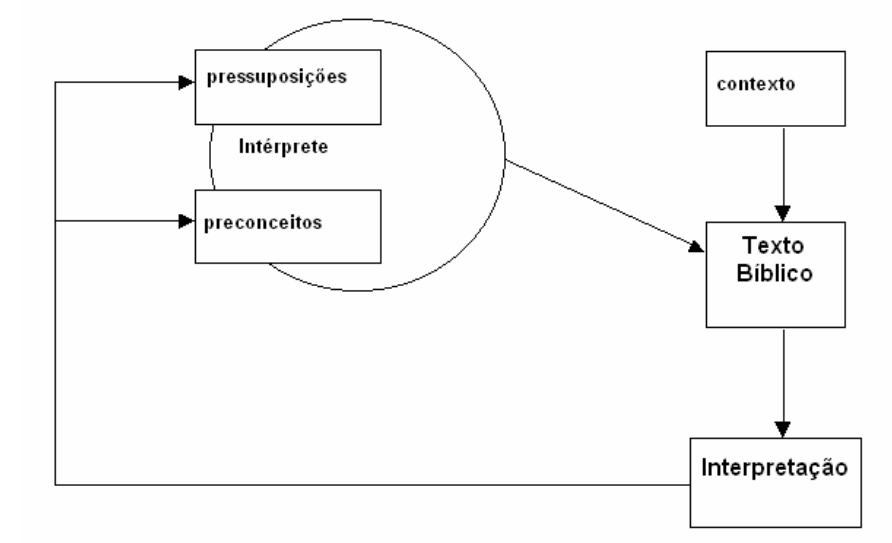 pressuposições
contexto
Intérprete
preconceitos
Texto
Bíblico
Interpretação